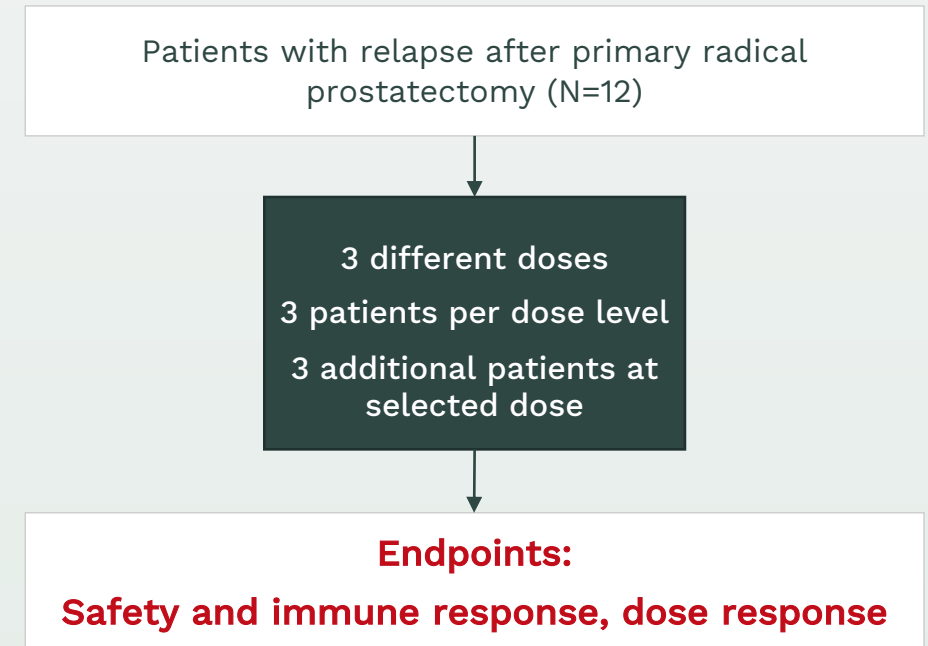 Patients with relapse after primary radical
prostatectomy (N=12)
3 different doses
3 patients per dose level
3 additional patients at
selected dose
Endpoints:
Safety and immune response, dose response